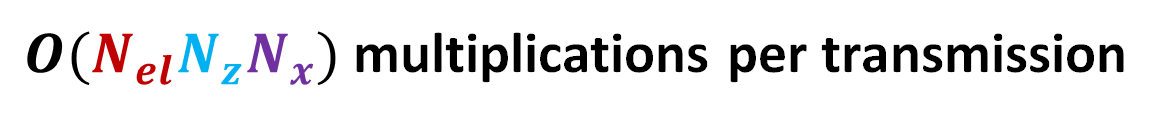 O(N_el N_z N_x) multiplications per transmission